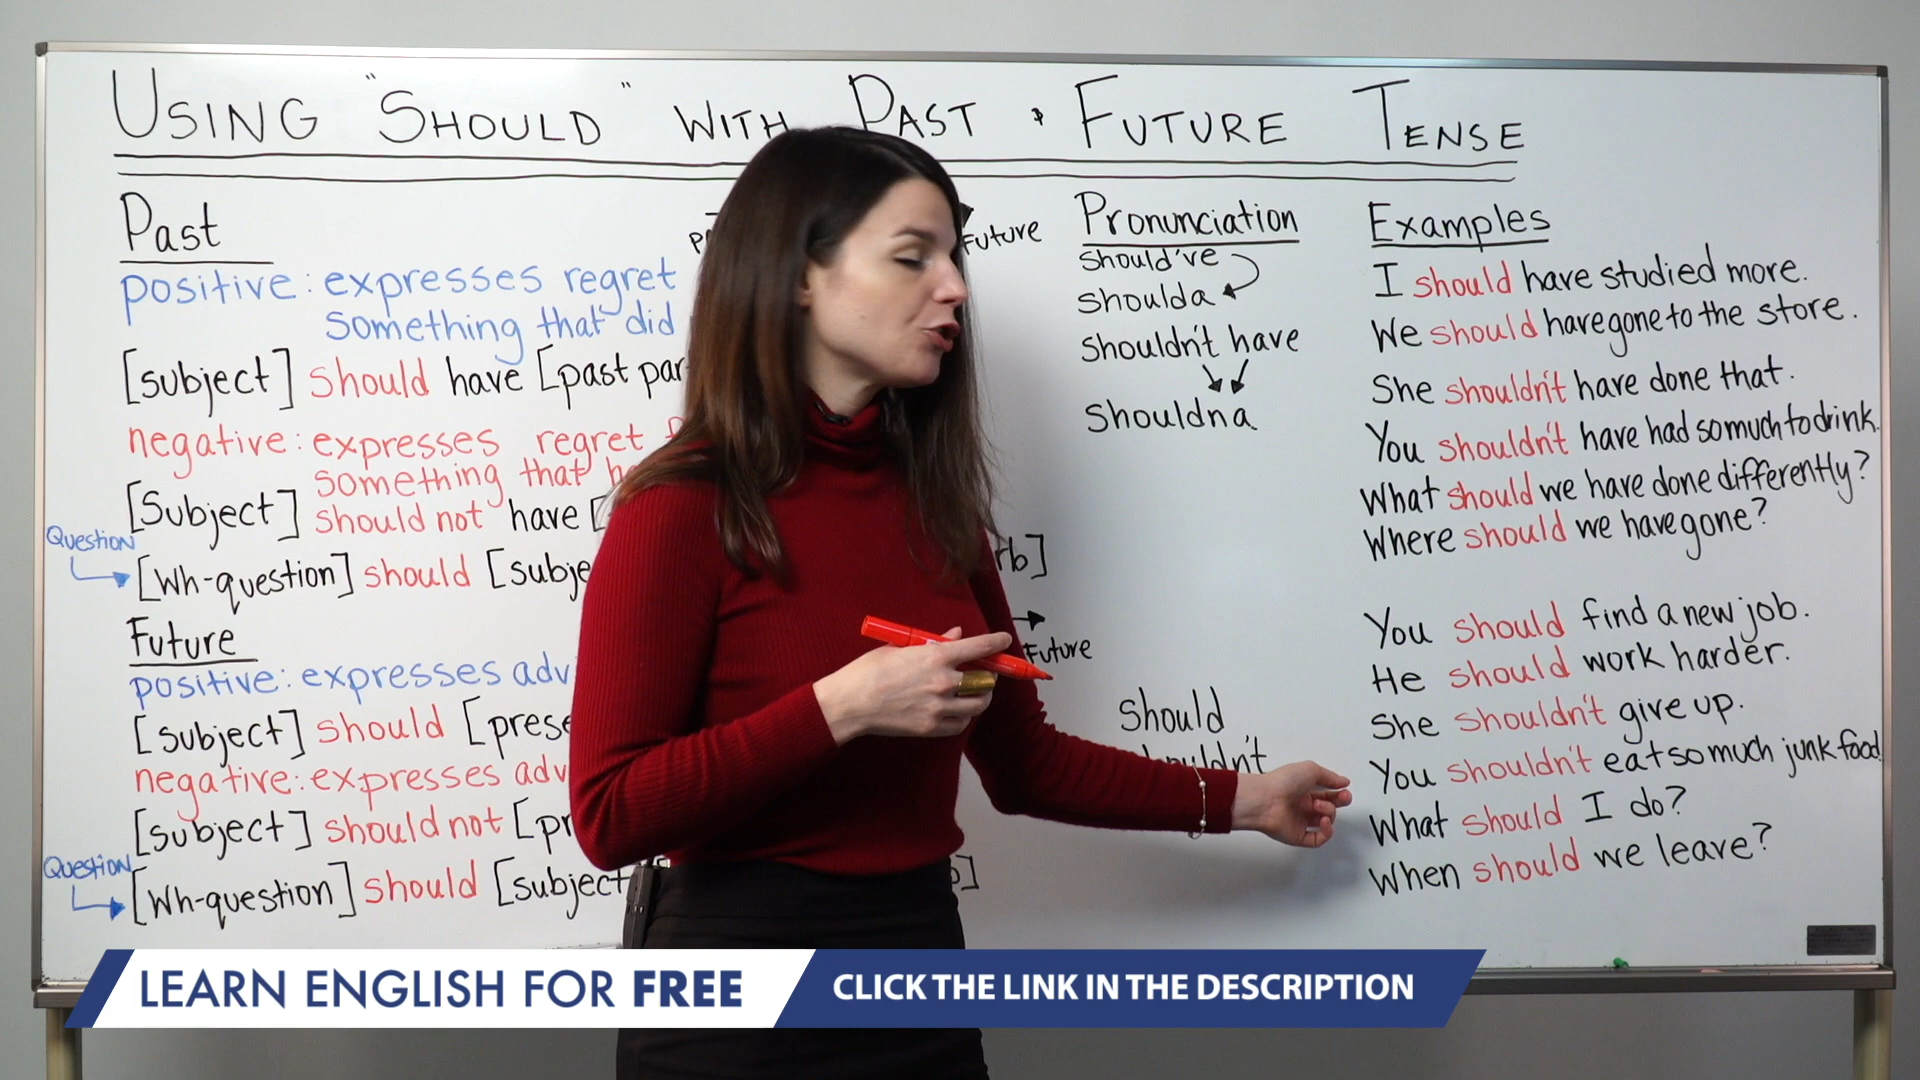 USING "SHOULD" WITH PAST & FUTURE TENSE
Past
positive: expresses regret
something that did
[subject] should have [past par
negative: expresses regret
something that
[Subject] should not have [
Question
[Wh-question] should [subje
rb]
Future
Future
positive: expresses adv
[subject] should [prese
negative: expresses adv
[subject] should not [pr
Question
[Wh-question] should [subject
Future
Pronunciation
should've
shoulda
shouldn't have
shouldna
should
ouldn't
Examples
I should have studied more.
We should have gone to the store.
She shouldn't have done that.
You shouldn't have had so much to drink.
What should we have done differently?
Where should we have gone?
You should find a new job.
He should work harder.
She shouldn't give up.
You shouldn't eat so much junk food.
What should I do?
When should we leave?
LEARN ENGLISH FOR FREE
CLICK THE LINK IN THE DESCRIPTION